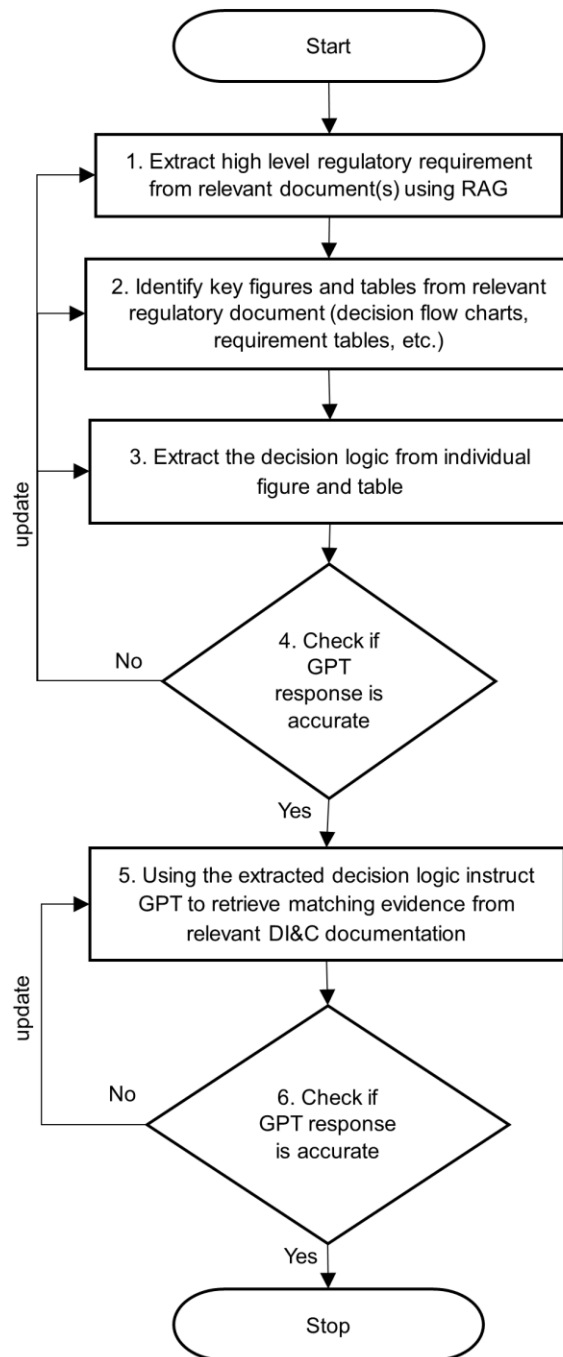 Start
1. Extract high level regulatory requirement
from relevant document(s) using RAG
2. Identify key figures and tables from relevant
regulatory document (decision flow charts,
requirement tables, etc.)
3. Extract the decision logic from individual
figure and table
update
No
4. Check if
GPT
response is
accurate
Yes
5. Using the extracted decision logic instruct
GPT to retrieve matching evidence from
relevant DI&C documentation
update
No
6. Check if
GPT response
is accurate
Yes
Stop